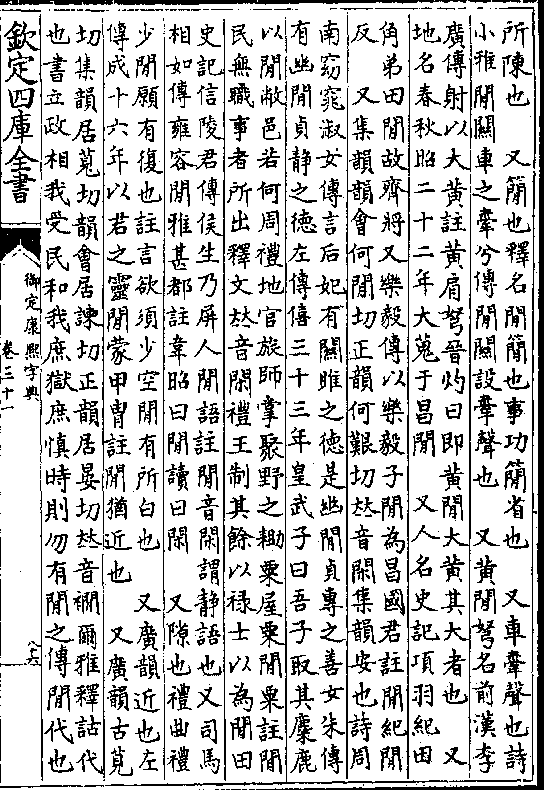 所陳也　又簡也釋名閒簡也事功簡省也　又車舝聲也詩
小雅閒關車之舝兮傳閒關設舝聲也　又黃閒弩名前漢李
廣傳射以大黃註黃肩弩晉灼曰即黃閒大黃其大者也　又
地名春秋昭二十二年大蒐于昌閒　又人名史記項羽紀田
角弟田閒故齊將又樂毅傳以樂毅子閒為昌國君註閒紀閒
反　又集韻韻會何閒切正韻何艱切𠀤音閑集韻安也詩周
南窈窕淑女傳言后妃有關雎之德是幽閒貞專之善女朱傳
有幽閒貞静之德左傳僖三十三年皇武子曰吾子取其麋鹿
以閒敝邑若何周禮地官旅師掌聚野之耡粟屋粟閒粟註閒
民無職事者所出釋文𠀤音閑禮王制其餘以禄士以為閒田
史記信陵君傳侯生乃屏人閒語註閒音閑謂静語也又司馬
相如傳雍容閒雅甚都註韋昭曰閒讀曰閑　又隙也禮曲禮
少閒願有復也註言欲須少空閒有所白也　又廣韻近也左
傳成十六年以君之靈閒蒙甲胄註閒猶近也　又廣韻古莧
切集韻居莧切韻會居諫切正韻居晏切𠀤音襉爾雅釋詁代
也書立政相我受民和我庶獄庶慎時則勿有閒之傳閒代也
欽定四庫全書
御定康熙字典
卷三十一
八六